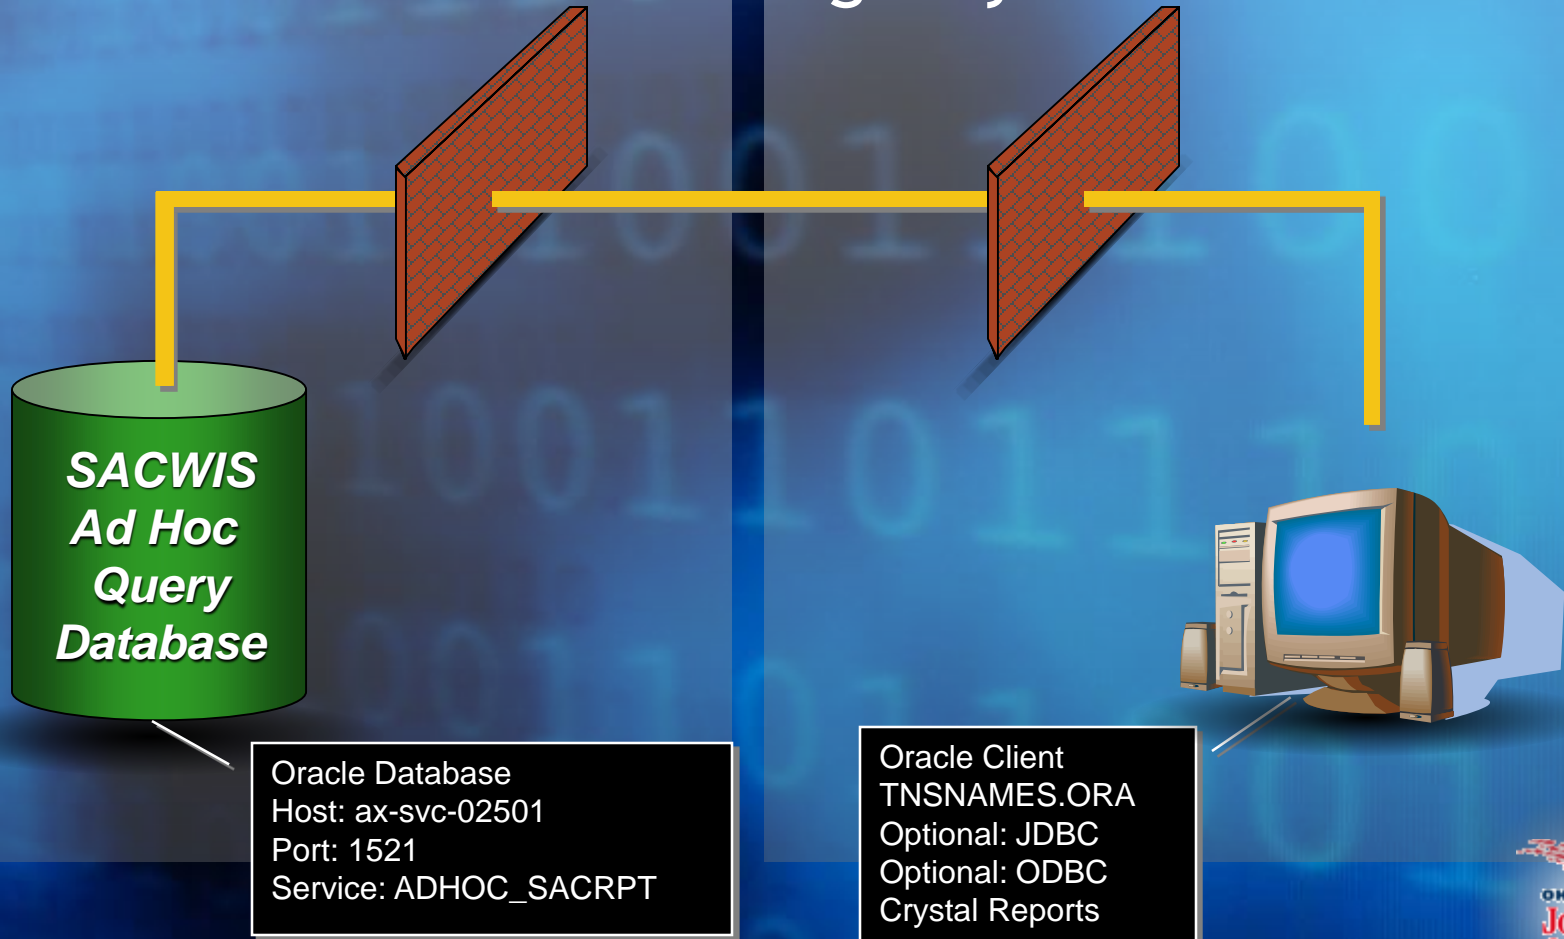 SACWIS
Ad Hoc
Query
Database
Oracle Database
Host: ax-svc-02501
Port: 1521
Service: ADHOC_SACRPT
Oracle Client
TNSNAMES.ORA
Optional: JDBC
Optional: ODBC
Crystal Reports